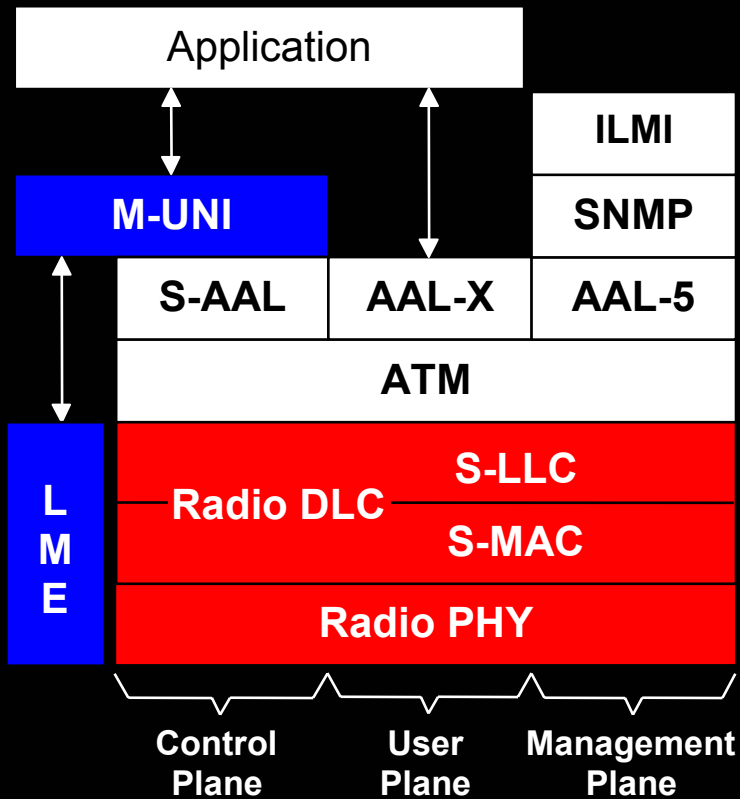 Application
ILMI
M-UNI
SNMP
S-AAL
AAL-X
AAL-5
ATM
L
M
E
S-LLC
Radio DLC
S-MAC
Radio PHY
Control
Plane
User
Plane
Management
Plane